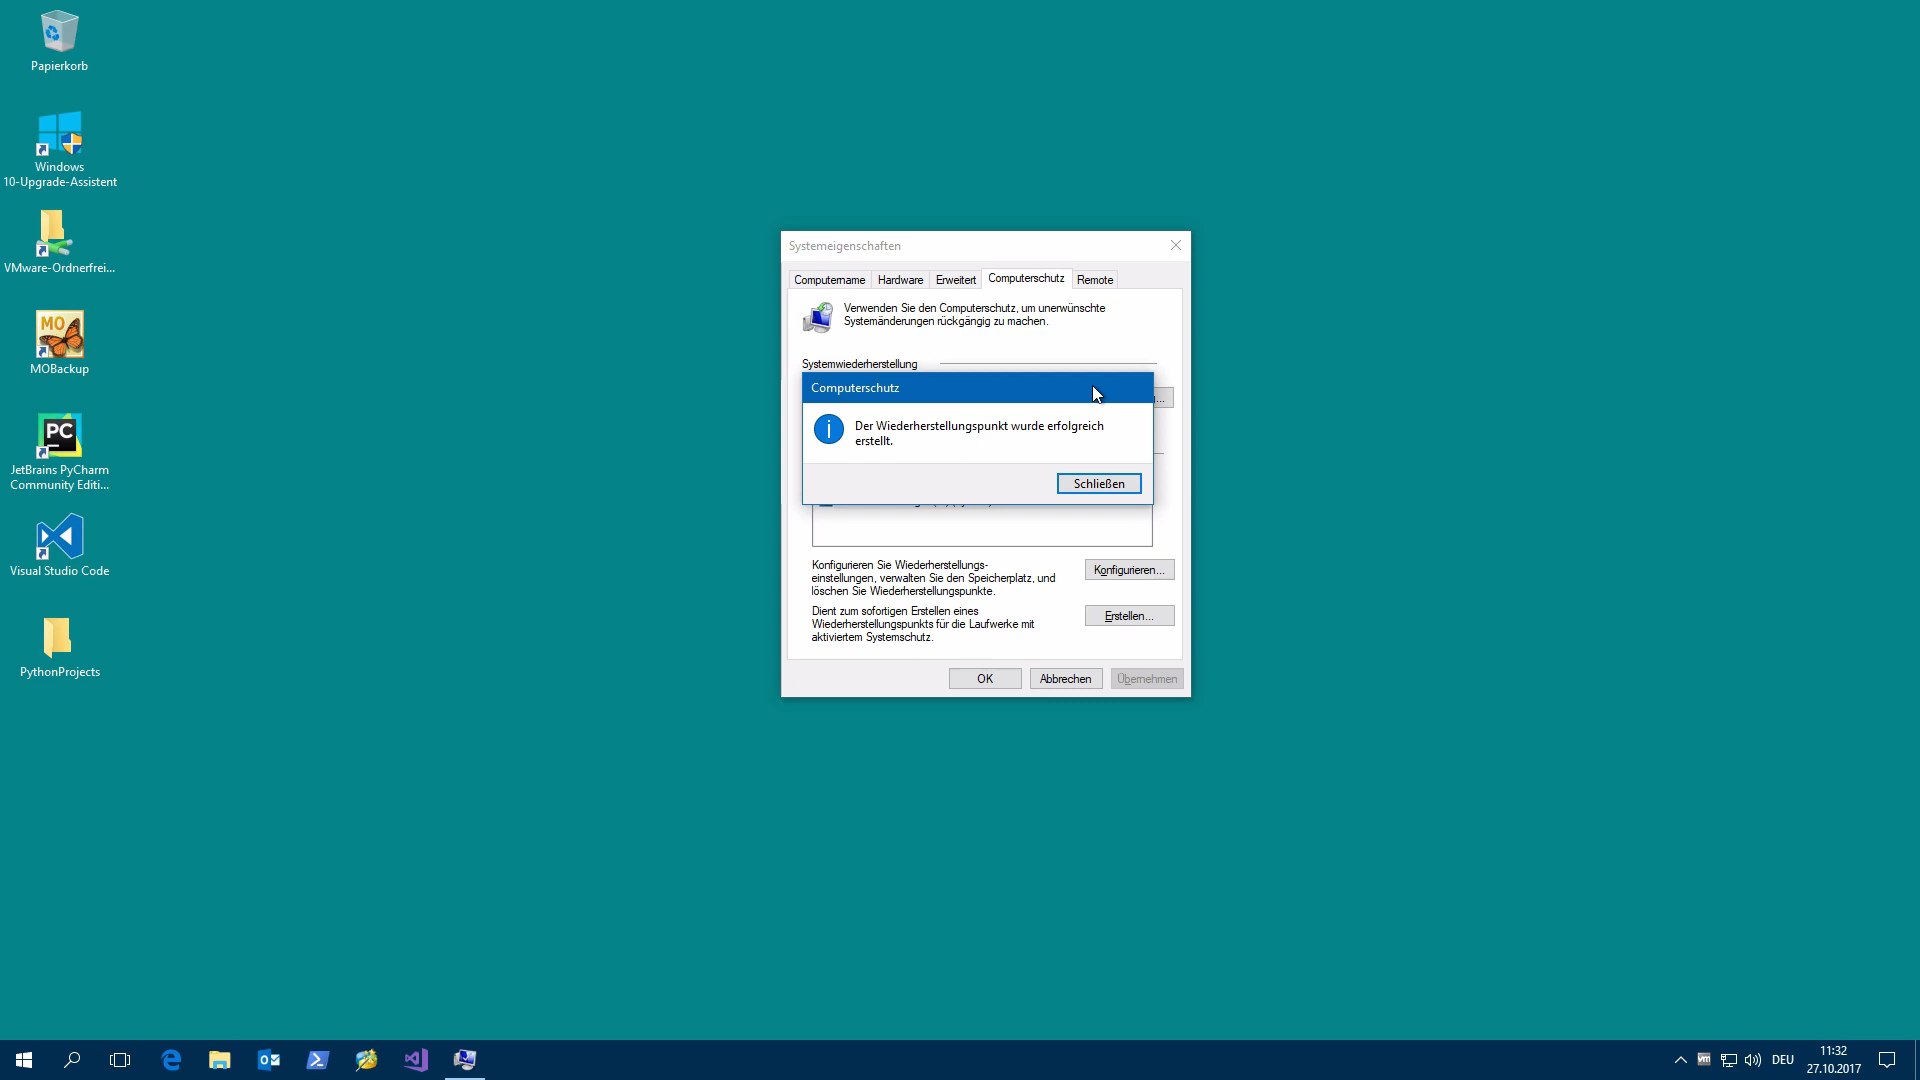 Papierkorb
Windows
10-Upgrade-Assistent
VMware-Ordnerfrei...
MO
MOBackup
PC
JetBrains PyCharm
Community Editi...
Visual Studio Code
PythonProjects
Systemeigenschaften
Computername
Hardware
Erweitert
Computerschutz
Remote
Verwenden Sie den Computerschutz, um unerwünschte
Systemänderungen rückgängig zu machen.
Systemwiederherstellung
Computerschutz
Der Wiederherstellungspunkt wurde erfolgreich
erstellt.
Schließen
Konfigurieren Sie Wiederherstellungs-
einstellungen, verwalten Sie den Speicherplatz, und
löschen Sie Wiederherstellungspunkte.
Konfigurieren...
Dient zum sofortigen Erstellen eines
Wiederherstellungspunkts für die Laufwerke mit
aktiviertem Systemschutz.
Erstellen...
OK
Abbrechen
Übernehmen
DEU
11:32
27.10.2017